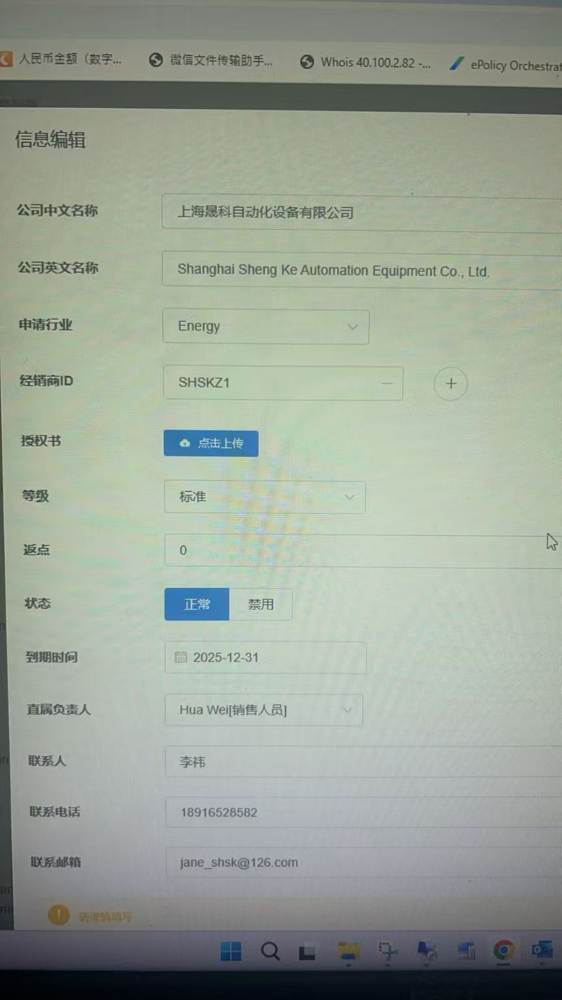 人民币金额（数字...
微信文件传输助手...
Whois 40.100.2.82 -...
ePolicy Orchestrat
信息编辑
公司中文名称 上海晟科自动化设备有限公司
公司英文名称 Shanghai Sheng Ke Automation Equipment Co., Ltd.
申请行业 Energy
经销商ID SHSKZ1
授权书 点击上传
等级 标准
返点 0
状态 正常 禁用
到期时间 2025-12-31
直属负责人 Hua Wei[销售人员]
联系人 李祎
联系电话 18916528582
联系邮箱 jane_shsk@126.com
请谨慎填写